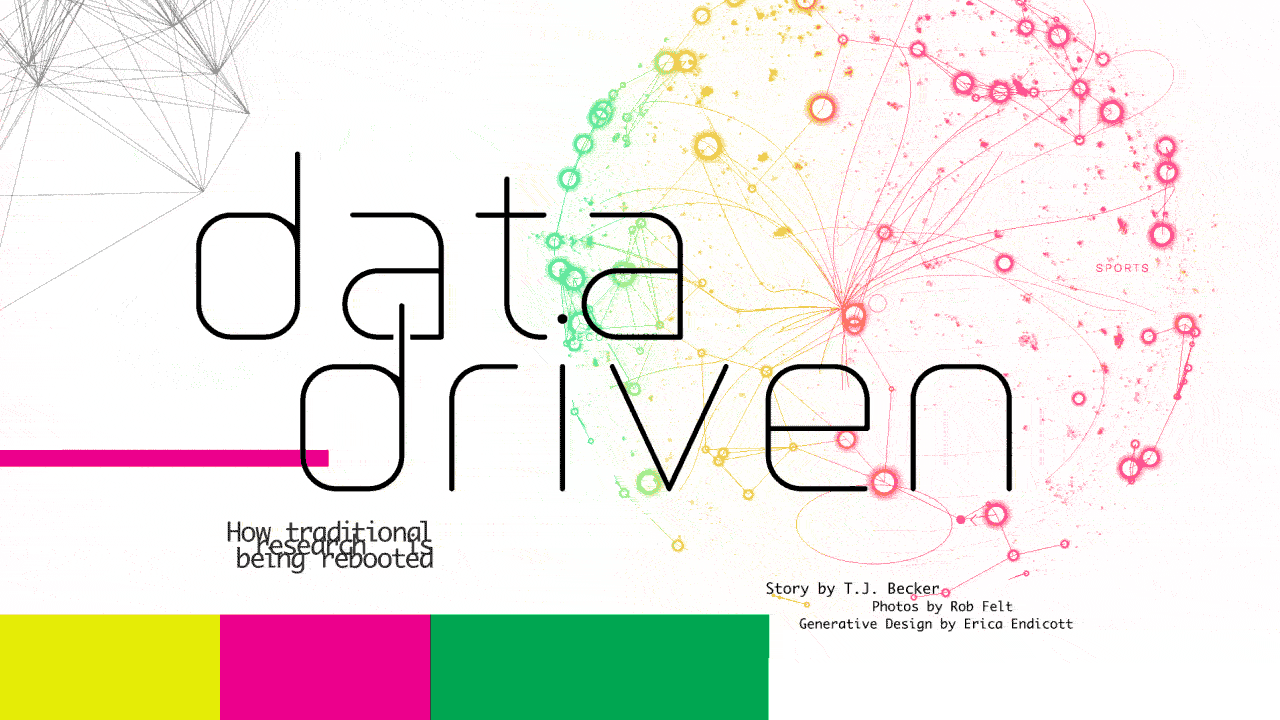 data
driven
SPORTS
How traditional
research is
being rebooted
Story by T.J. Becker
Photos by Rob Felt
Generative Design by Erica Endicott